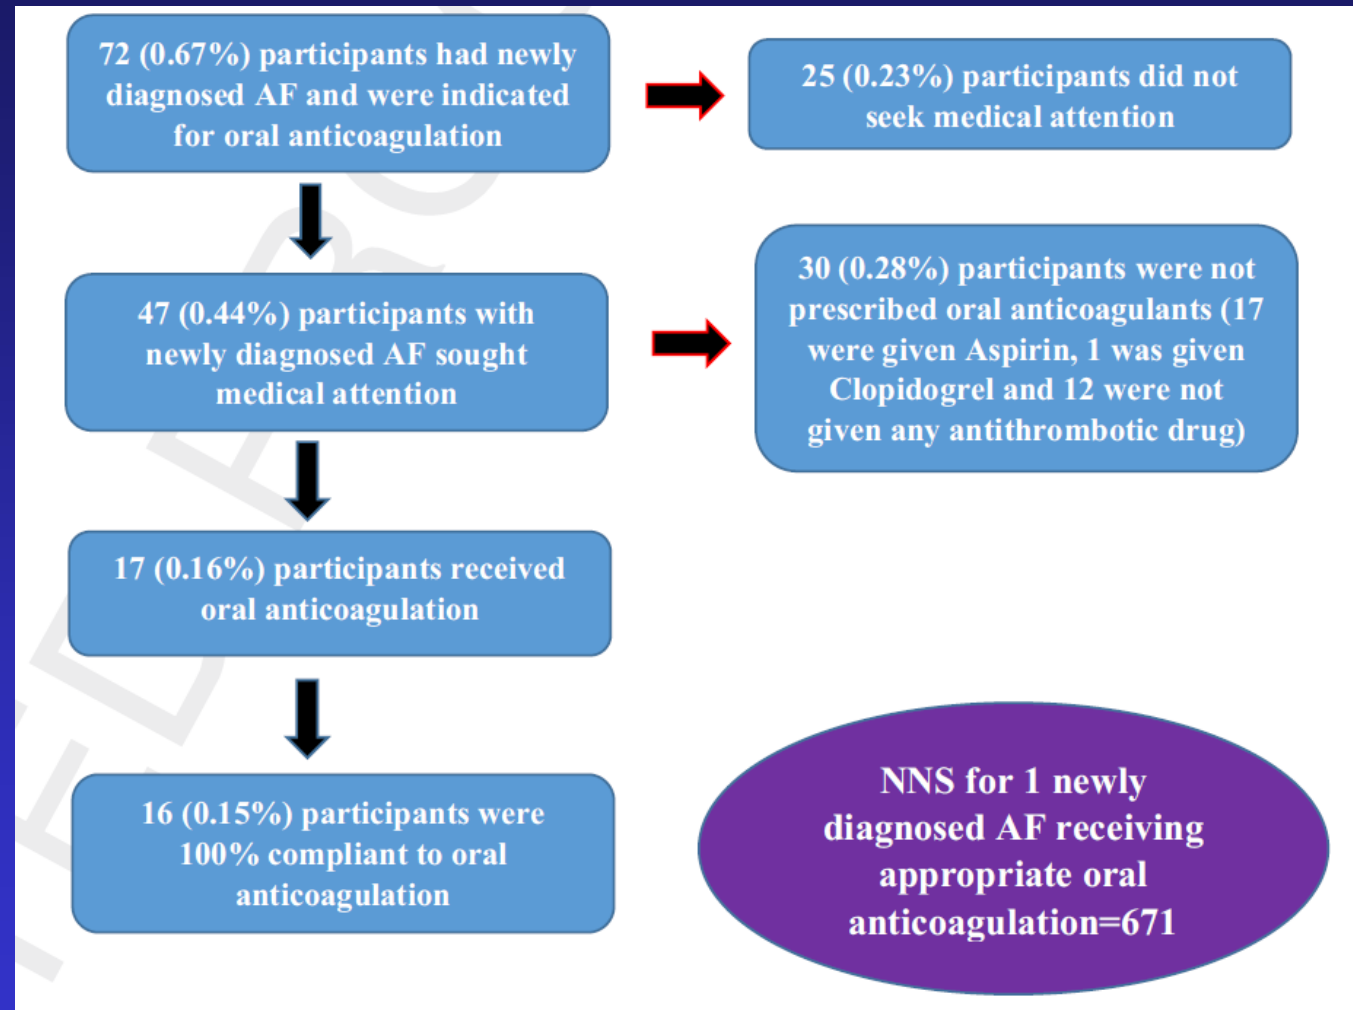 72 (0.67%) participants had newly
diagnosed AF and were indicated
for oral anticoagulation
25 (0.23%) participants did not
seek medical attention
47 (0.44%) participants with
newly diagnosed AF sought
medical attention
30 (0.28%) participants were not
prescribed oral anticoagulants (17
were given Aspirin, 1 was given
Clopidogrel and 12 were not
given any antithrombotic drug)
17 (0.16%) participants received
oral anticoagulation
16 (0.15%) participants were
100% compliant to oral
anticoagulation
NNS for 1 newly
diagnosed AF receiving
appropriate oral
anticoagulation=671